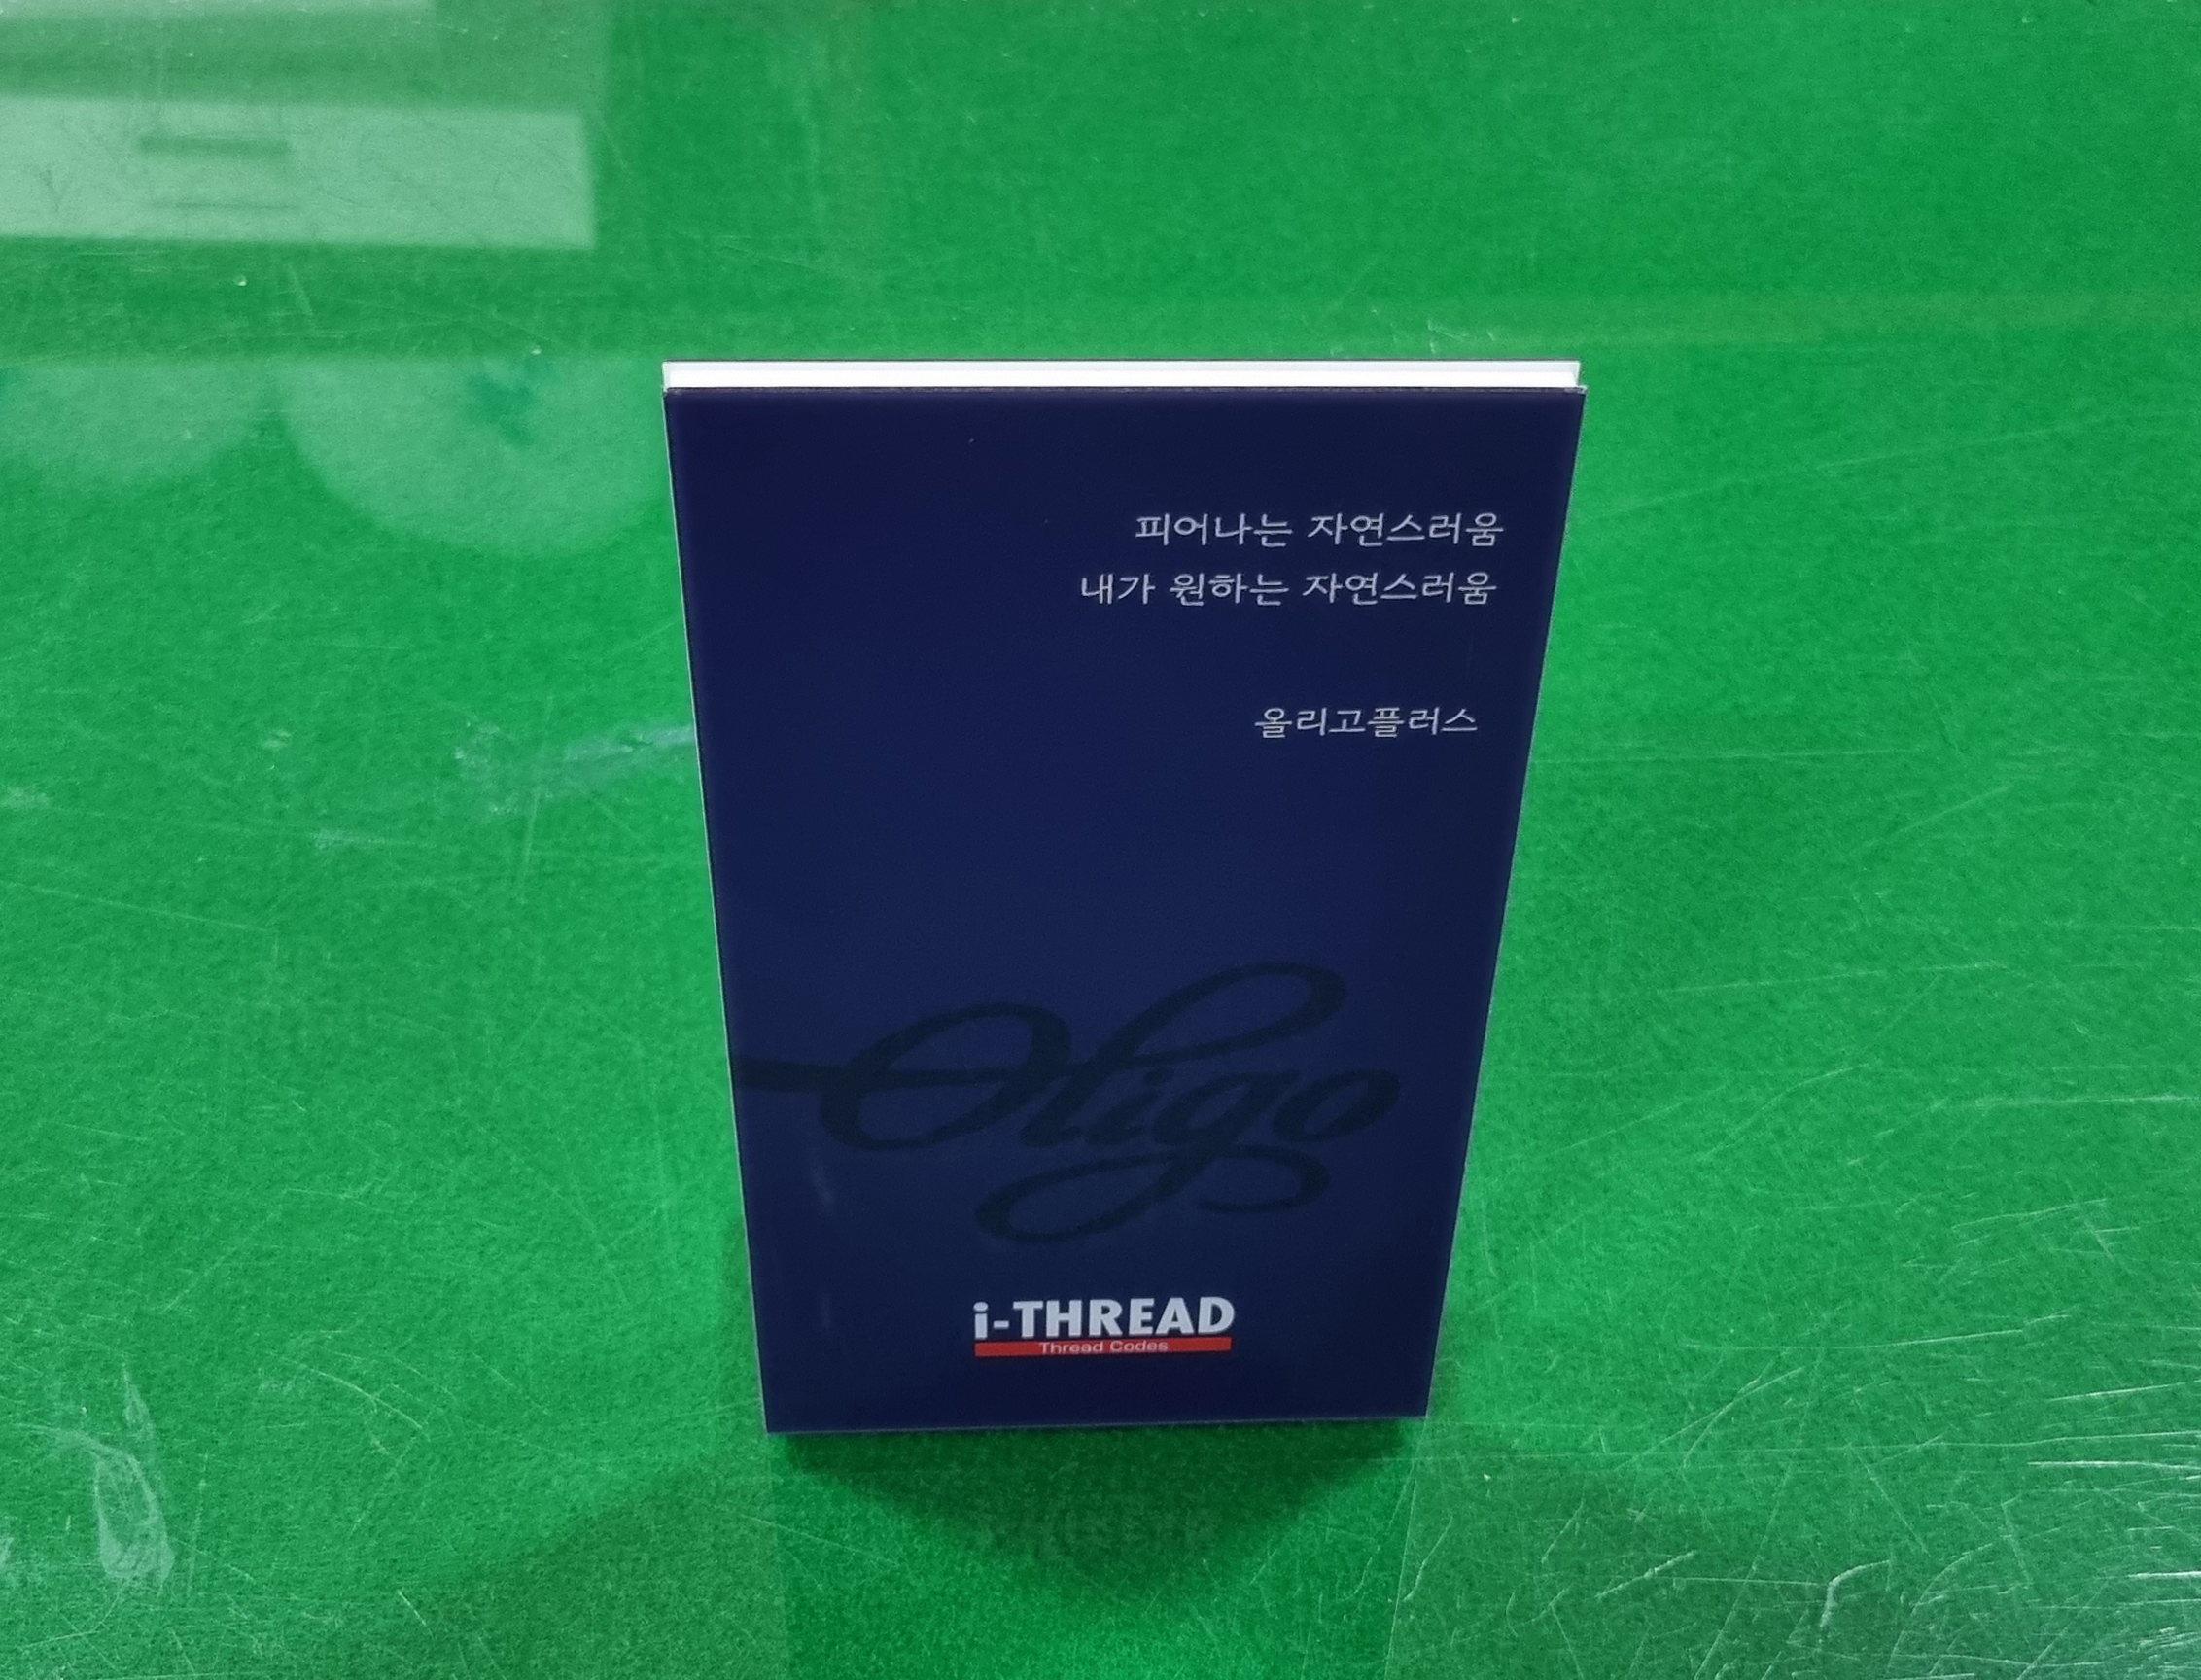 피어나는 자연스러움
내가 원하는 자연스러움
올리고플러스
Oligo
i-THREAD
Thread Codes